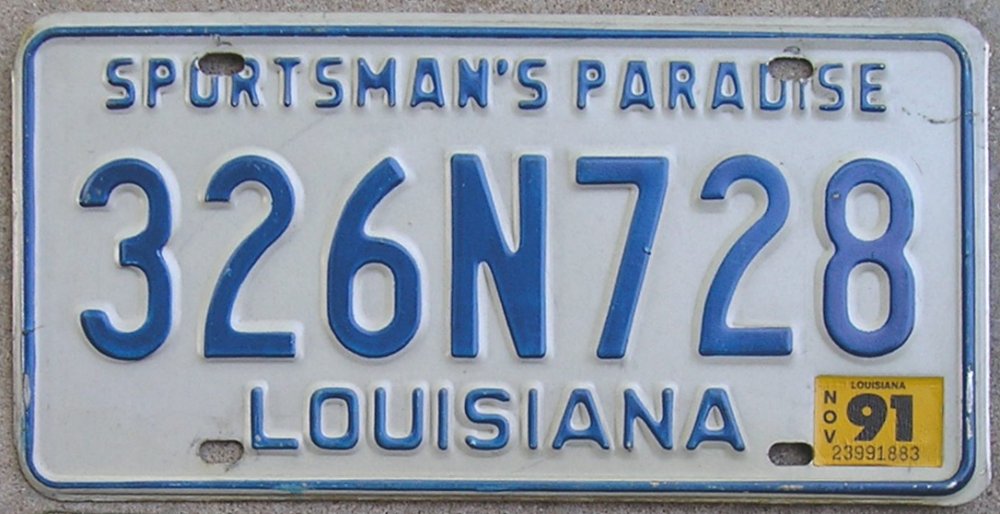 SPORTSMAN'S PARADISE
326N728
LOUISIANA
LOUISIANA
NOV 91
23991883